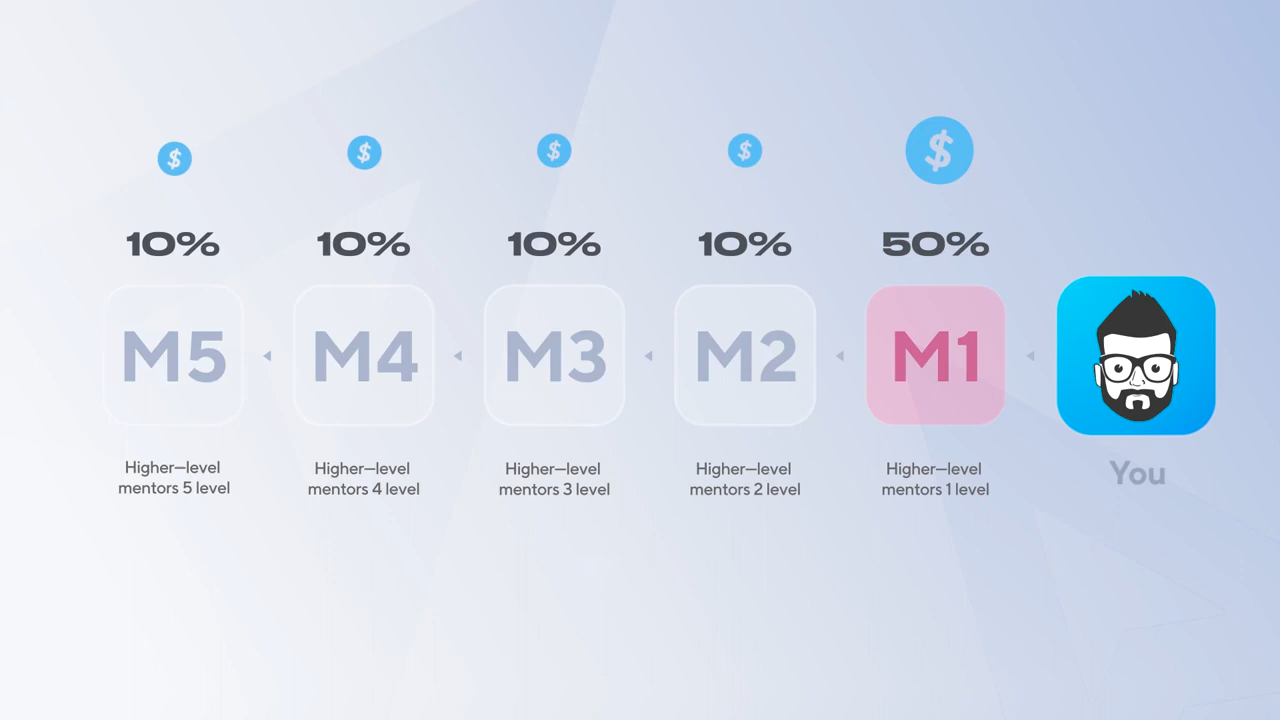 $ $ $ $ $
10% 10% 10% 10% 50%
M5 M4 M3 M2 M1
Higher—level
mentors 5 level
Higher—level
mentors 4 level
Higher—level
mentors 3 level
Higher—level
mentors 2 level
Higher—level
mentors 1 level
You